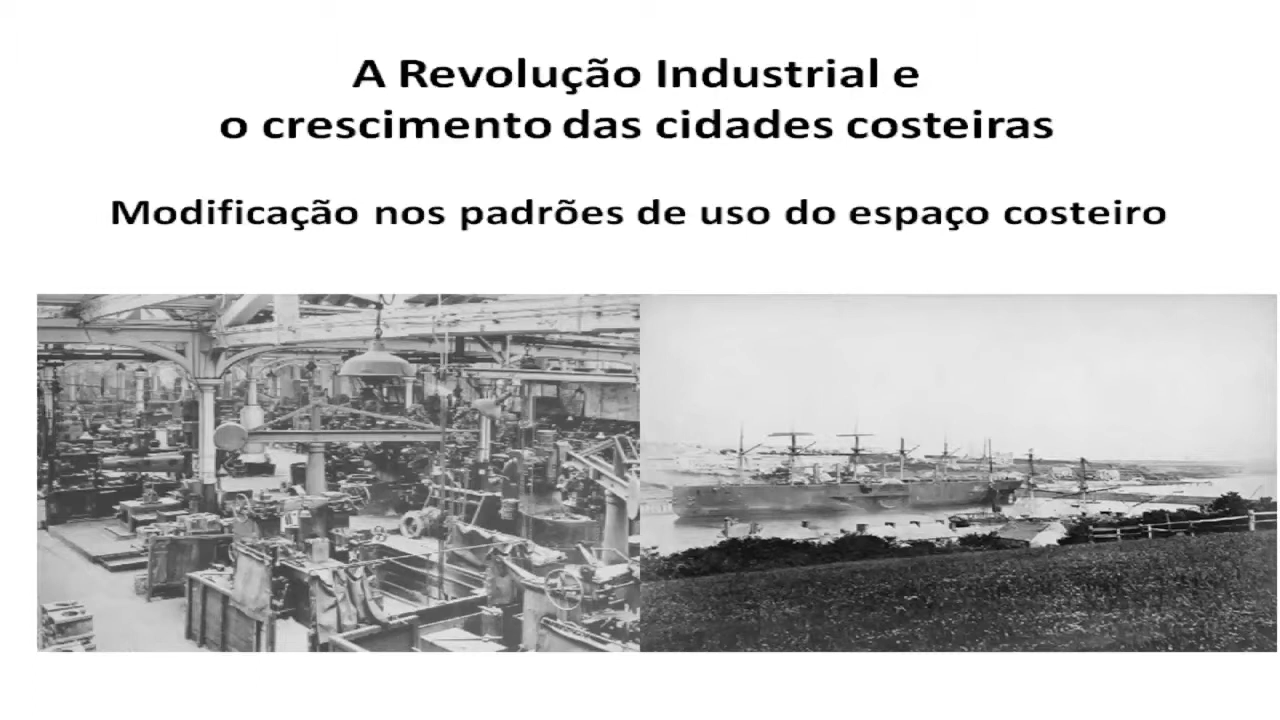 A Revolução Industrial e
o crescimento das cidades costeiras
Modificação nos padrões de uso do espaço costeiro